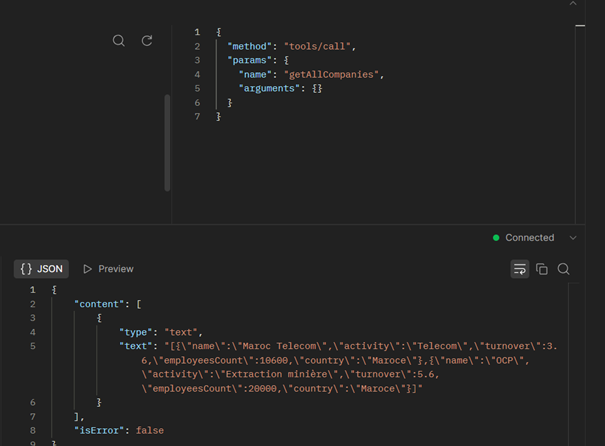 1 {
2 "method": "tools/call",
3 "params": {
4 "name": "getAllCompanies",
5 "arguments": {}
6 }
7 }
Connected
{} JSON
Preview
1 {
2 "content": [
3 {
4 "type": "text",
5 "text": "[{\"name\":\"Maroc Telecom\",\"activity\":\"Telecom\",\"turnover\":3.
6,\"employeesCount\":10600,\"country\":\"Maroce\"},{\"name\":\"OCP\",
\"activity\":\"Extraction minière\",\"turnover\":5.6,
\"employeesCount\":20000,\"country\":\"Maroce\"}]"
6 }
7 ],
8 "isError": false
9 }